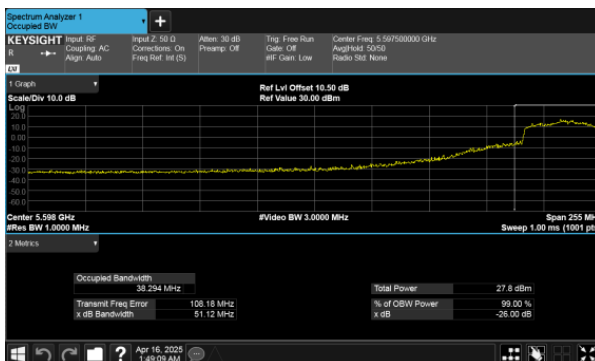 Spectrum Analyzer 1
Occupied BW
+
KEYSIGHT Input: RF Input Z: 50 Ω Atten: 30 dB Trig: Free Run Center Freq: 5.597500000 GHz
R Coupling: AC Corrections: On Preamp: Off Gate: Off Avg|Hold: 50/50
Align: Auto Freq Ref: Int (S) #IF Gain: Low Radio Std: None
LXI
1 Graph
Ref Lvl Offset 10.50 dB
Scale/Div 10.0 dB Ref Value 30.00 dBm
Log
20.0
10.0
0.00
-10.0
-20.0
-30.0
-40.0
-50.0
-60.0
Center 5.598 GHz #Video BW 3.0000 MHz Span 255 MH
#Res BW 1.0000 MHz Sweep 1.00 ms (1001 pts
2 Metrics
Occupied Bandwidth
38.294 MHz Total Power 27.8 dBm
Transmit Freq Error 108.18 MHz % of OBW Power 99.00 %
x dB Bandwidth 51.12 MHz x dB -26.00 dB
? Apr 16, 2025
1:49:09 AM